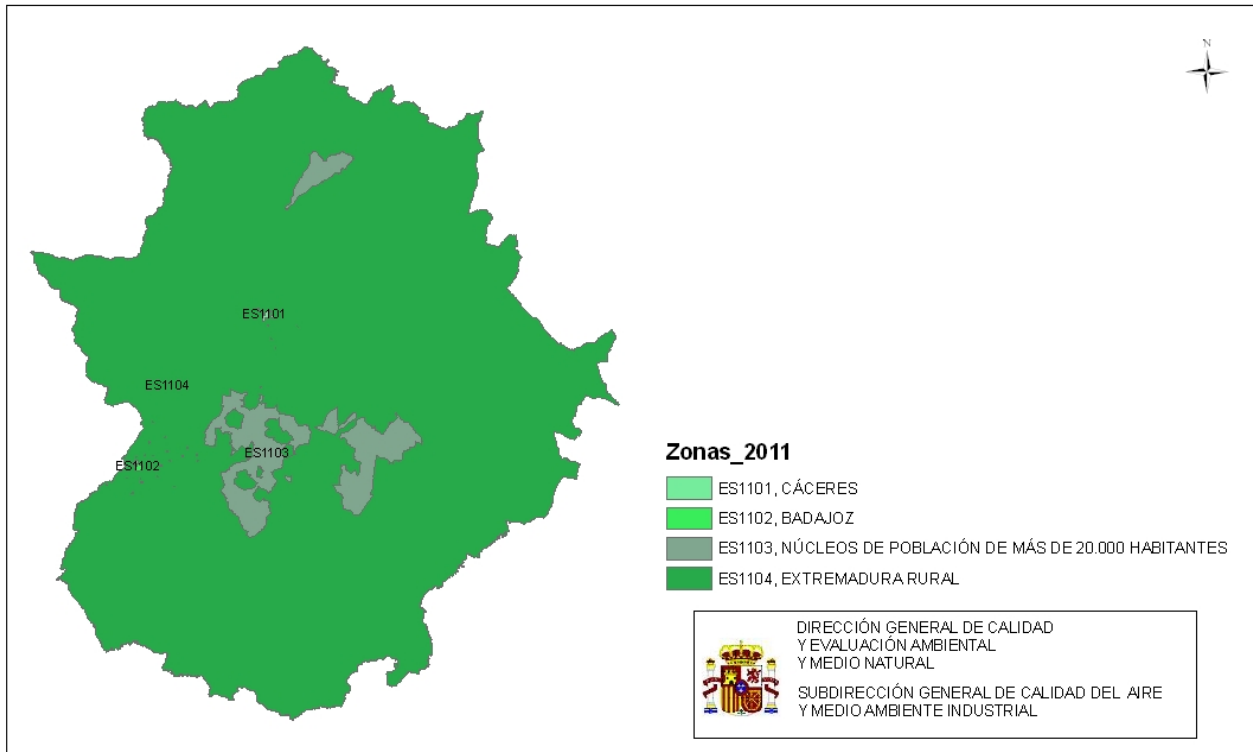 N
ES1101
ES1104
ES1103
ES1102
Zonas_2011
ES1101, CÁCERES
ES1102, BADAJOZ
ES1103, NÚCLEOS DE POBLACIÓN DE MÁS DE 20.000 HABITANTES
ES1104, EXTREMADURA RURAL
DIRECCIÓN GENERAL DE CALIDAD
Y EVALUACIÓN AMBIENTAL
Y MEDIO NATURAL
SUBDIRECCIÓN GENERAL DE CALIDAD DEL AIRE
Y MEDIO AMBIENTE INDUSTRIAL